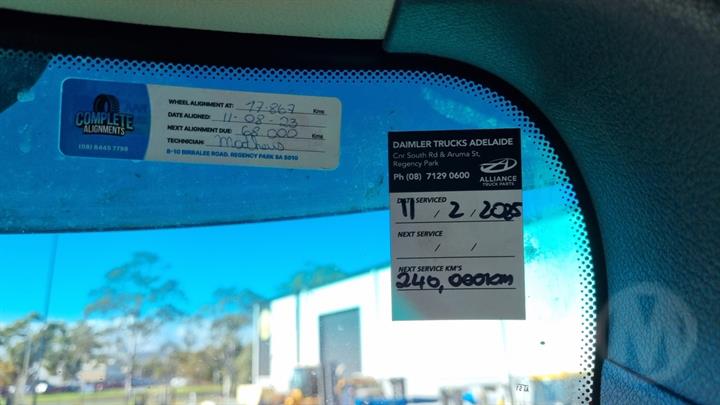 COMPLETE
ALIGNMENTS
(08) 8445 7798
WHEEL ALIGNMENT AT: 17.867 Kms
DATE ALIGNED: 11-08-23
NEXT ALIGNMENT DUE: 68.000 Kms
TECHNICIAN:
8-10 BIRRALEE ROAD, REGENCY PARK SA 5010
DAIMLER TRUCKS ADELAIDE
Cnr South Rd & Aruma St,
Regency Park
Ph (08) 7129 0600
ALLIANCE
TRUCK PARTS
DATE SERVICED
11 / 2 / 2025
NEXT SERVICE
/ /
NEXT SERVICE KM'S
240,000km
M